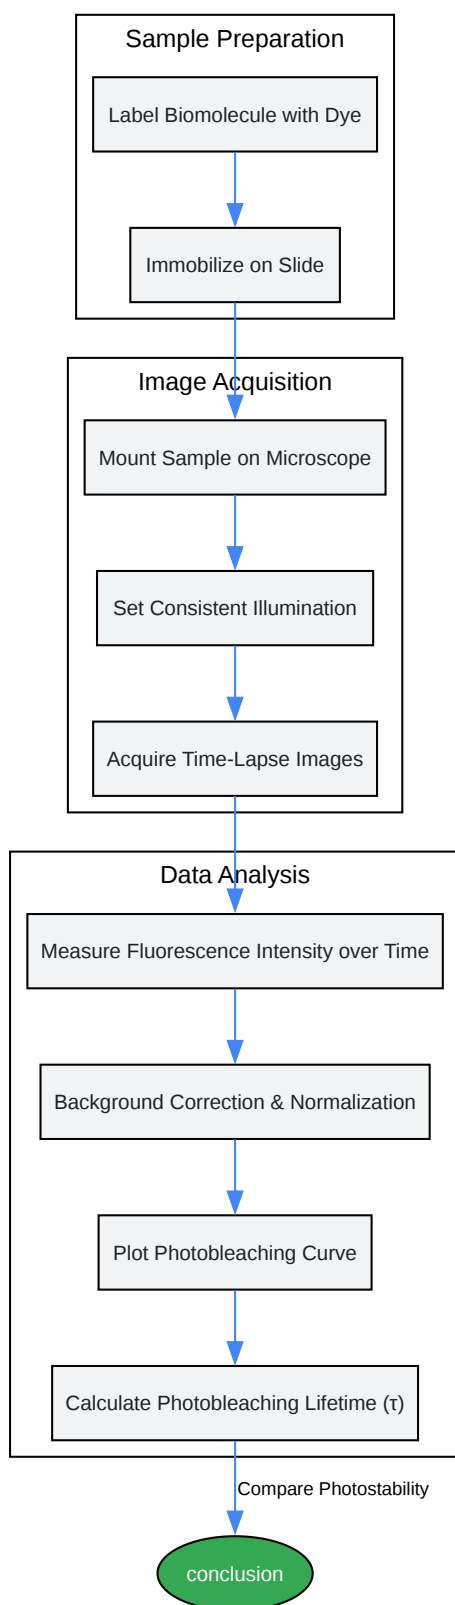 Sample Preparation
Label Biomolecule with Dye
Immobilize on Slide
Image Acquisition
Mount Sample on Microscope
Set Consistent Illumination
Acquire Time-Lapse Images
Data Analysis
Measure Fluorescence Intensity over Time
Background Correction & Normalization
Plot Photobleaching Curve
Calculate Photobleaching Lifetime (τ)
Compare Photostability
conclusion